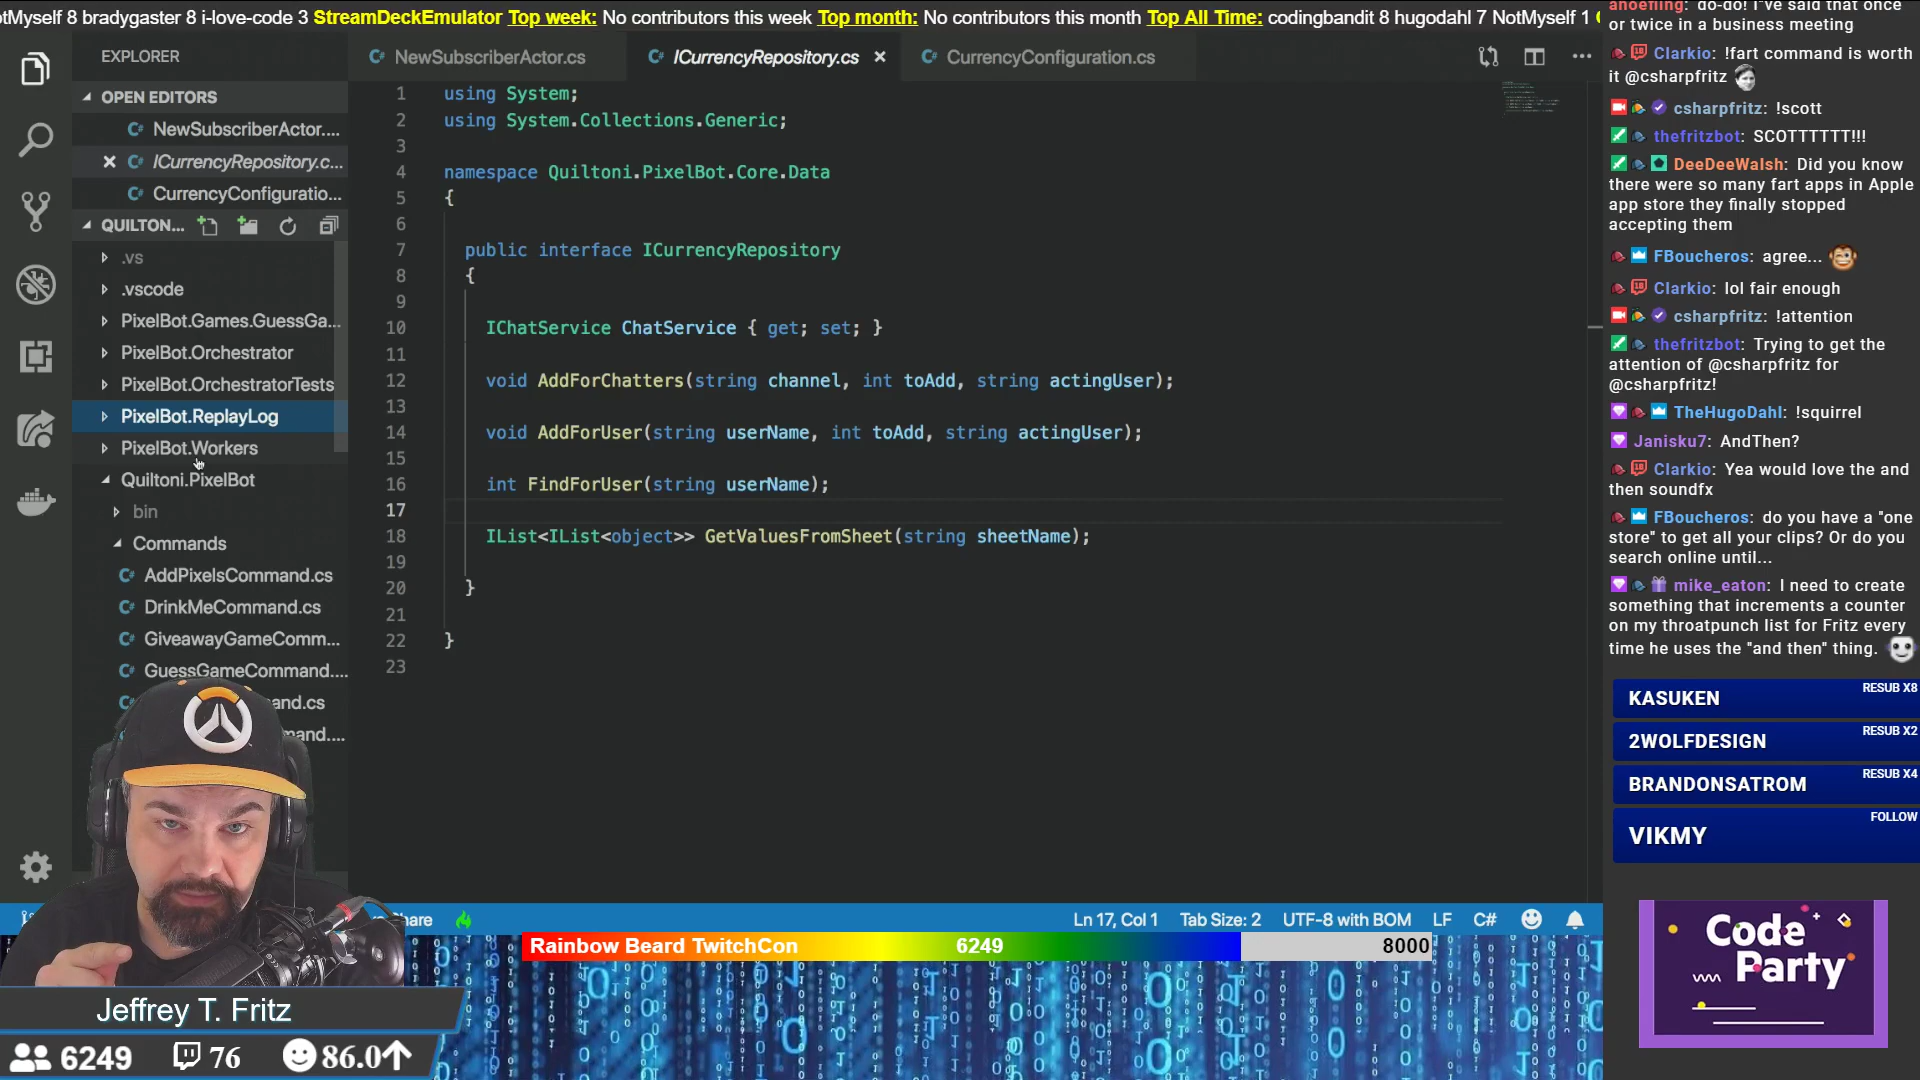 otMyself 8 bradygaster 8 i-love-code 3 StreamDeckEmulator Top week: No contributors this week Top month: No contributors this month Top All Time: codingbandit 8 hugodahl 7 NotMyself 1
EXPLORER
OPEN EDITORS
NewSubscriberActor....
ICurrencyRepository.c...
CurrencyConfiguratio...
QUILTON...
.vs
.vscode
PixelBot.Games.GuessGa...
PixelBot.Orchestrator
PixelBot.OrchestratorTests
PixelBot.ReplayLog
PixelBot.Workers
Quiltoni.PixelBot
bin
Commands
AddPixelsCommand.cs
DrinkMeCommand.cs
GiveawayGameComm...
GuessGameCommand....
and.cs
mand....
NewSubscriberActor.cs
ICurrencyRepository.cs
CurrencyConfiguration.cs
1 using System;
2 using System.Collections.Generic;
3
4 namespace Quiltoni.PixelBot.Core.Data
5 {
6
7 public interface ICurrencyRepository
8 {
9
10 IChatService ChatService { get; set; }
11
12 void AddForChatters(string channel, int toAdd, string actingUser);
13
14 void AddForUser(string userName, int toAdd, string actingUser);
15
16 int FindForUser(string userName);
17
18 IList<IList<object>> GetValuesFromSheet(string sheetName);
19
20 }
21
22 }
23
hare
Ln 17, Col 1 Tab Size: 2 UTF-8 with BOM LF C#
Rainbow Beard TwitchCon 6249 8000
Jeffrey T. Fritz
6249 76 86.0
anoefling: do-do! I've said that once
or twice in a business meeting
Clarkio: !fart command is worth
it @csharpfritz
csharpfritz: !scott
thefritzbot: SCOTTTTTT!!!
DeeDeeWalsh: Did you know
there were so many fart apps in Apple
app store they finally stopped
accepting them
FBoucheros: agree...
Clarkio: lol fair enough
csharpfritz: !attention
thefritzbot: Trying to get the
attention of @csharpfritz for
@csharpfritz!
TheHugoDahl: !squirrel
Janisku7: AndThen?
Clarkio: Yea would love the and
then soundfx
FBoucheros: do you have a "one
store" to get all your clips? Or do you
search online until...
mike_eaton: I need to create
something that increments a counter
on my throatpunch list for Fritz every
time he uses the "and then" thing.
KASUKEN RESUB X8
2WOLFDESIGN RESUB X2
BRANDONSATROM RESUB X4
VIKMY FOLLOW
Code
Party